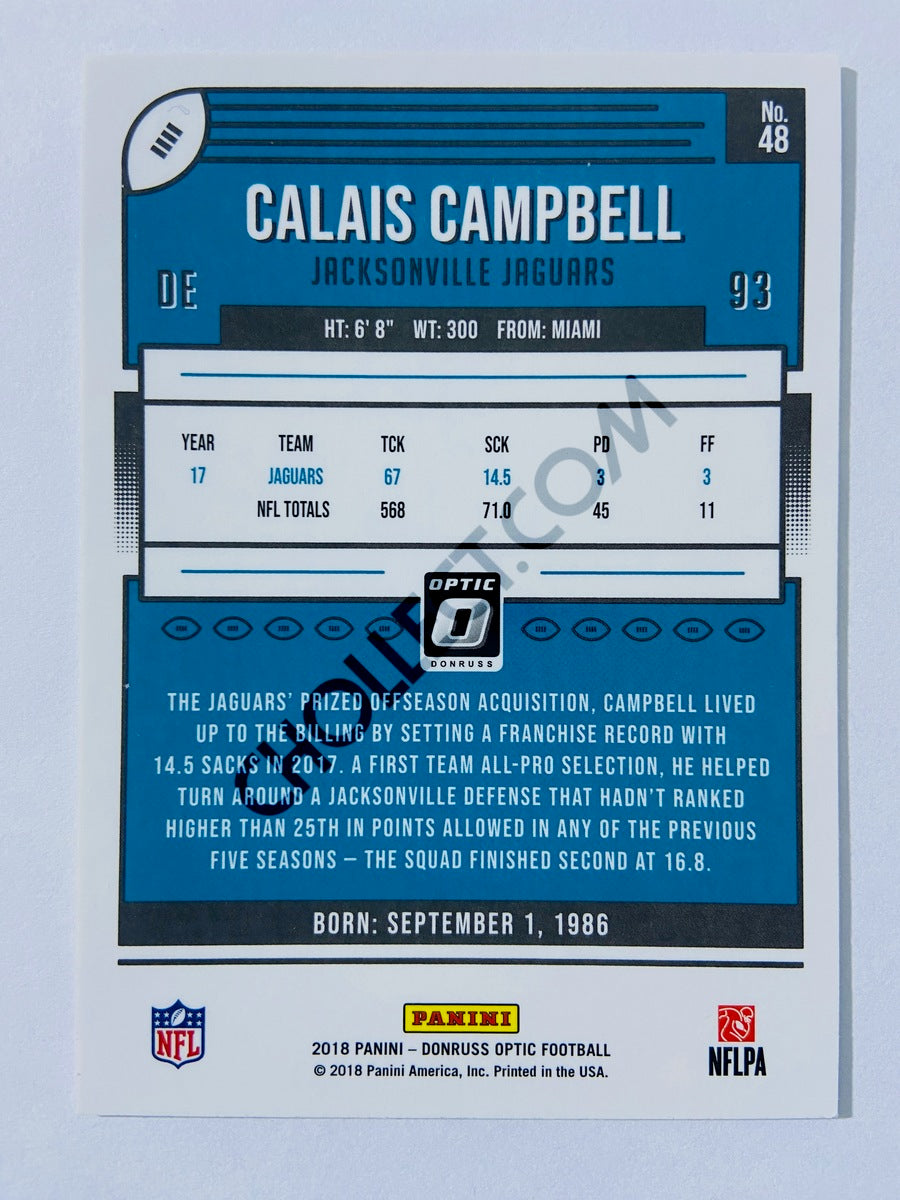 No.
48
CALAIS CAMPBELL
JACKSONVILLE JAGUARS
DE
93
HT: 6' 8" WT: 300 FROM: MIAMI
YEAR TEAM TCK SCK PD FF
17 JAGUARS 67 14.5 3 3
NFL TOTALS 568 71.0 45 11
OPTIC
DONRUSS
CHOLLECT.COM
THE JAGUARS' PRIZED OFFSEASON ACQUISITION, CAMPBELL LIVED
UP TO THE BILLING BY SETTING A FRANCHISE RECORD WITH
14.5 SACKS IN 2017. A FIRST TEAM ALL-PRO SELECTION, HE HELPED
TURN AROUND A JACKSONVILLE DEFENSE THAT HADN'T RANKED
HIGHER THAN 25TH IN POINTS ALLOWED IN ANY OF THE PREVIOUS
FIVE SEASONS – THE SQUAD FINISHED SECOND AT 16.8.
BORN: SEPTEMBER 1, 1986
NFL
PANINI
NFLPA
2018 PANINI – DONRUSS OPTIC FOOTBALL
© 2018 Panini America, Inc. Printed in the USA.